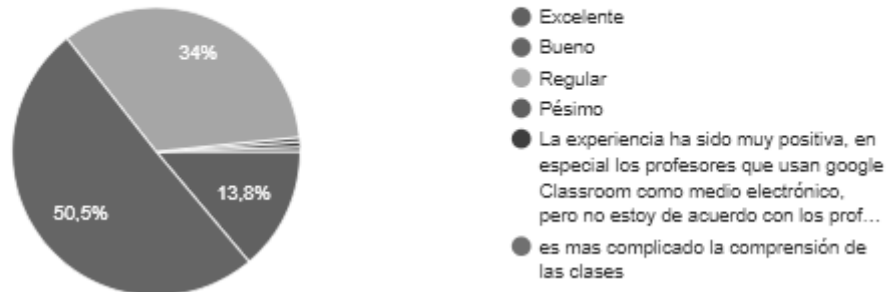 34%
50,5%
13,8%
Excelente
Bueno
Regular
Pésimo
La experiencia ha sido muy positiva, en
especial los profesores que usan google
Classroom como medio electrónico,
pero no estoy de acuerdo con los prof...
es mas complicado la comprensión de
las clases